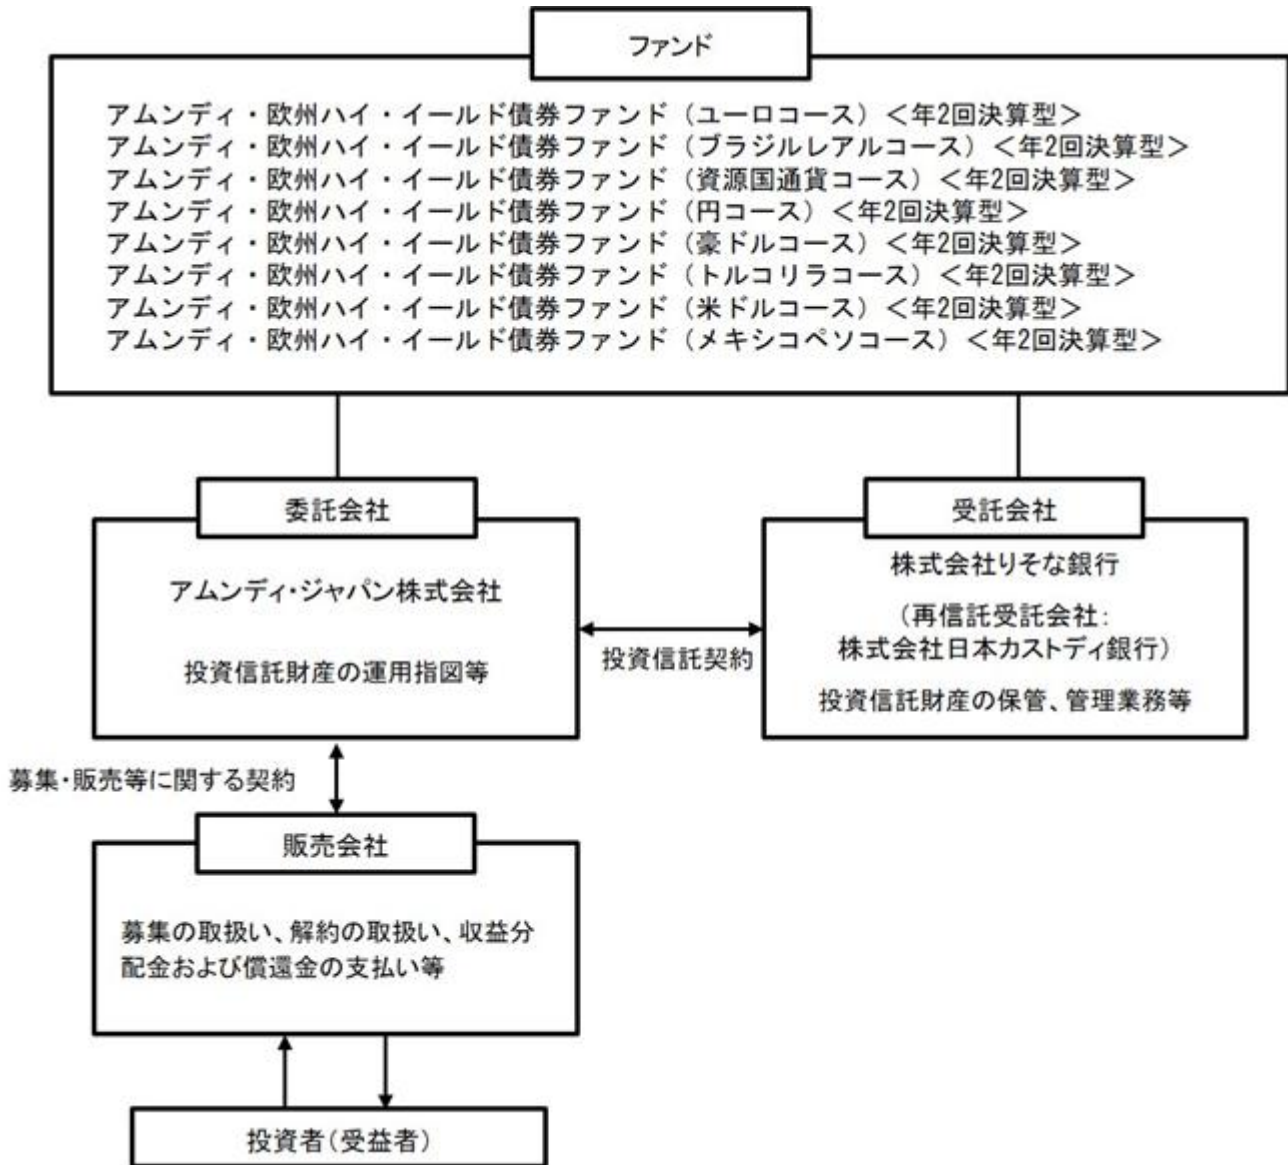 ファンド
アムンディ・欧州ハイ・イールド債券ファンド（ユーロコース）＜年2回決算型＞
アムンディ・欧州ハイ・イールド債券ファンド（ブラジルレアルコース）＜年2回決算型＞
アムンディ・欧州ハイ・イールド債券ファンド（資源国通貨コース）＜年2回決算型＞
アムンディ・欧州ハイ・イールド債券ファンド（円コース）＜年2回決算型＞
アムンディ・欧州ハイ・イールド債券ファンド（豪ドルコース）＜年2回決算型＞
アムンディ・欧州ハイ・イールド債券ファンド（トルコリラコース）＜年2回決算型＞
アムンディ・欧州ハイ・イールド債券ファンド（米ドルコース）＜年2回決算型＞
アムンディ・欧州ハイ・イールド債券ファンド（メキシコペソコース）＜年2回決算型＞
委託会社
アムンディ・ジャパン株式会社
投資信託財産の運用指図等
投資信託契約
受託会社
株式会社りそな銀行
（再信託受託会社：
株式会社日本カストディ銀行）
投資信託財産の保管、管理業務等
募集・販売等に関する契約
販売会社
募集の取扱い、解約の取扱い、収益分
配金および償還金の支払い等
投資者（受益者）